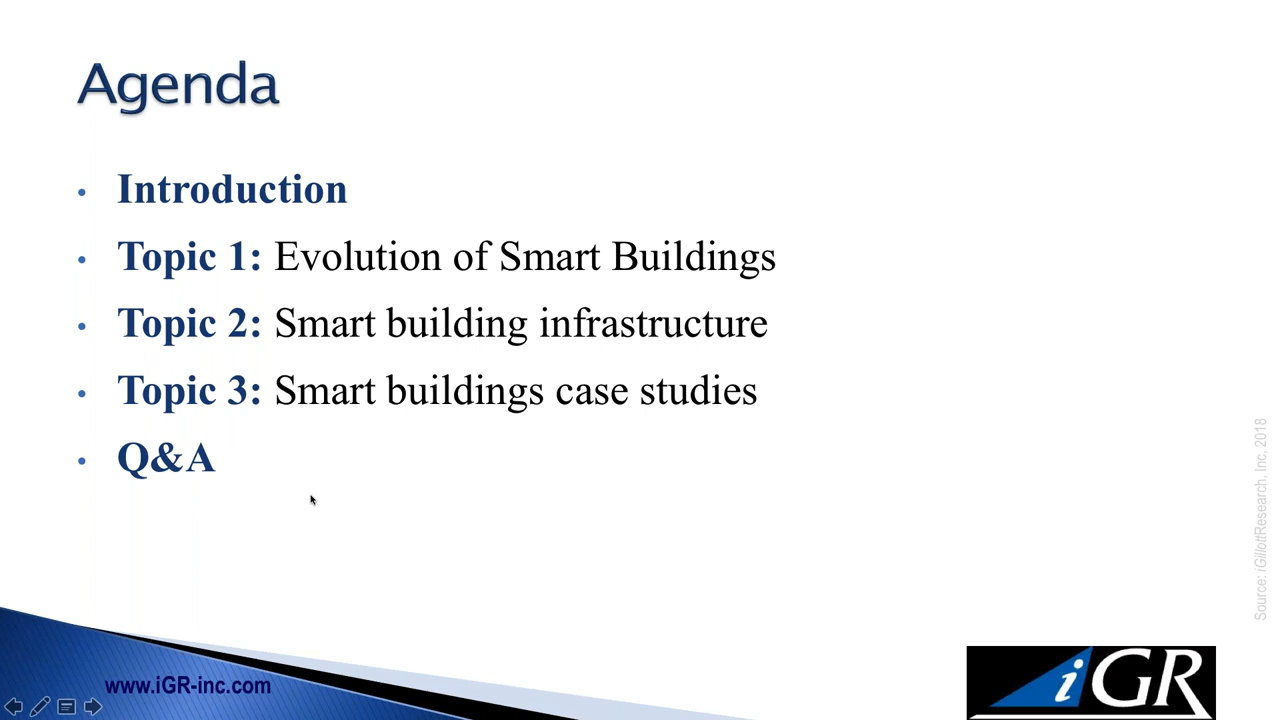 Agenda
• Introduction
• Topic 1: Evolution of Smart Buildings
• Topic 2: Smart building infrastructure
• Topic 3: Smart buildings case studies
• Q&A
Source: iGillottResearch, Inc, 2018
www.iGR-inc.com
iGR